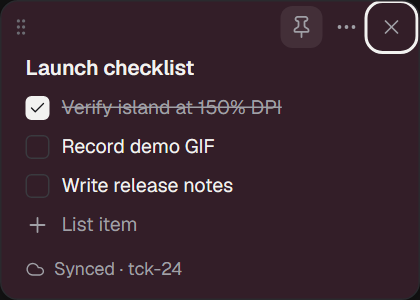 Launch checklist
Verify island at 150% DPI
Record demo GIF
Write release notes
List item
Synced · tck-24